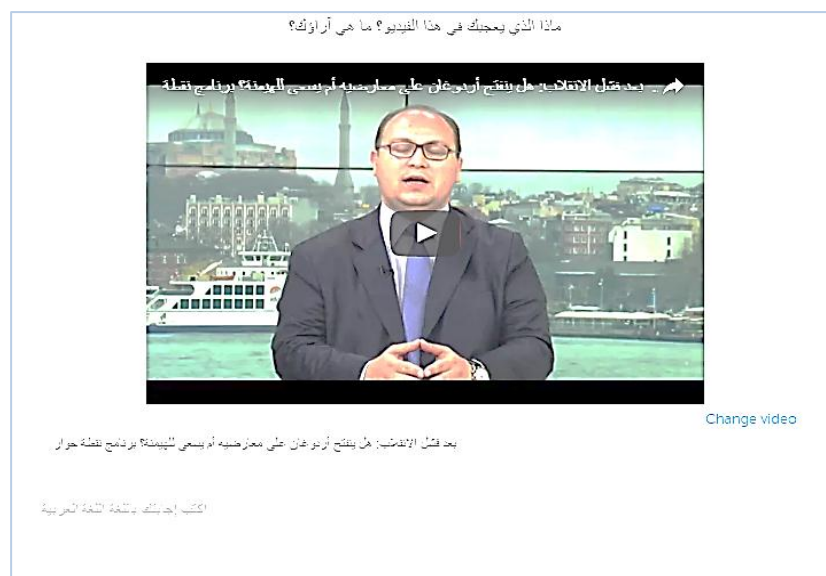 ماذا الذي يعجبك في هذا الفيديو؟ ما هي أراؤك؟
بعد فشل الانقلاب: هل ينفتح أردوغان على معارضيه أم يسعى للهيمنة؟ برنامج نقطة ...
Change video
بعد فشل الانقلاب: هل ينفتح أردوغان على معارضيه أم يسعى للهيمنة؟ برنامج نقطة حوار
اكتب إجابتك باللغة اللغة العربية